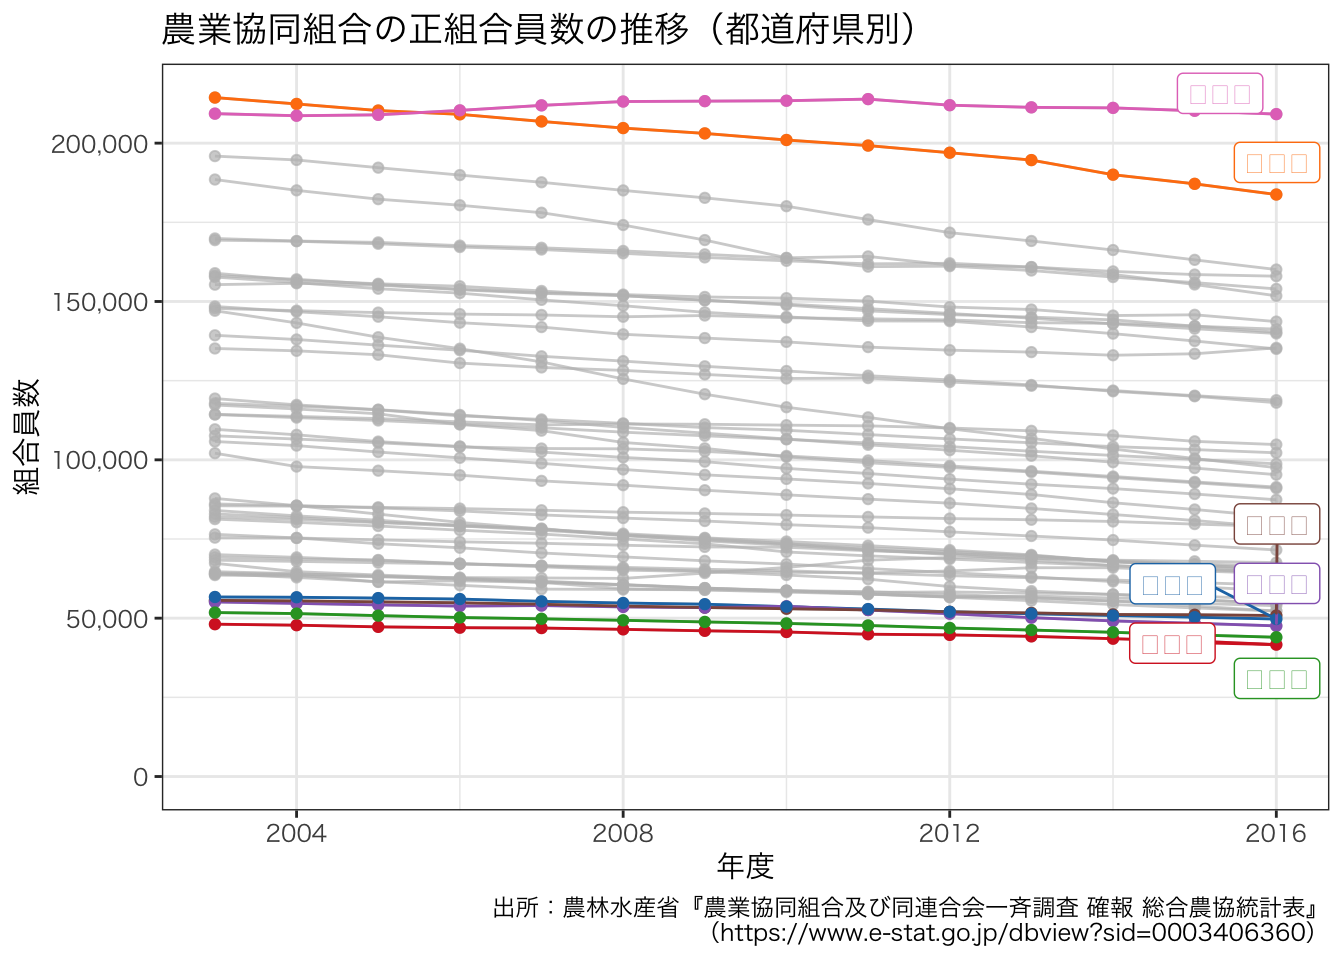 農業協同組合の正組合員数の推移（都道府県別）
組合員数
200,000
150,000
100,000
50,000
0
2004
2008
2012
2016
年度
出所：農林水産省『農業協同組合及び同連合会一斉調査 確報 総合農協統計表』
（https://www.e-stat.go.jp/dbview?sid=0003406360）